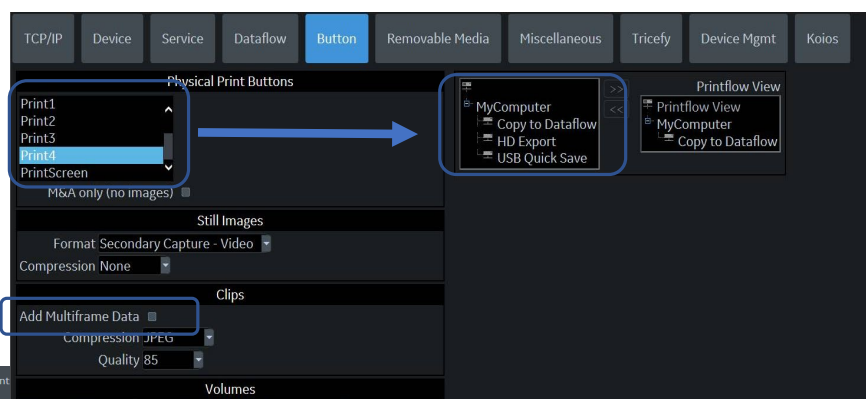 TCP/IP Device Service Dataflow Button Removable Media Miscellaneous Tricefy Device Mgmt Koios
Physical Print Buttons
Print1
Print2
Print3
Print4
PrintScreen
M&A only (no images)
Still Images
Format Secondary Capture - Video
Compression None
Clips
Add Multiframe Data
Compression JPEG
Quality 85
Volumes
MyComputer
Copy to Dataflow
HD Export
USB Quick Save
>>
<<
Printflow View
Printflow View
MyComputer
Copy to Dataflow
nt